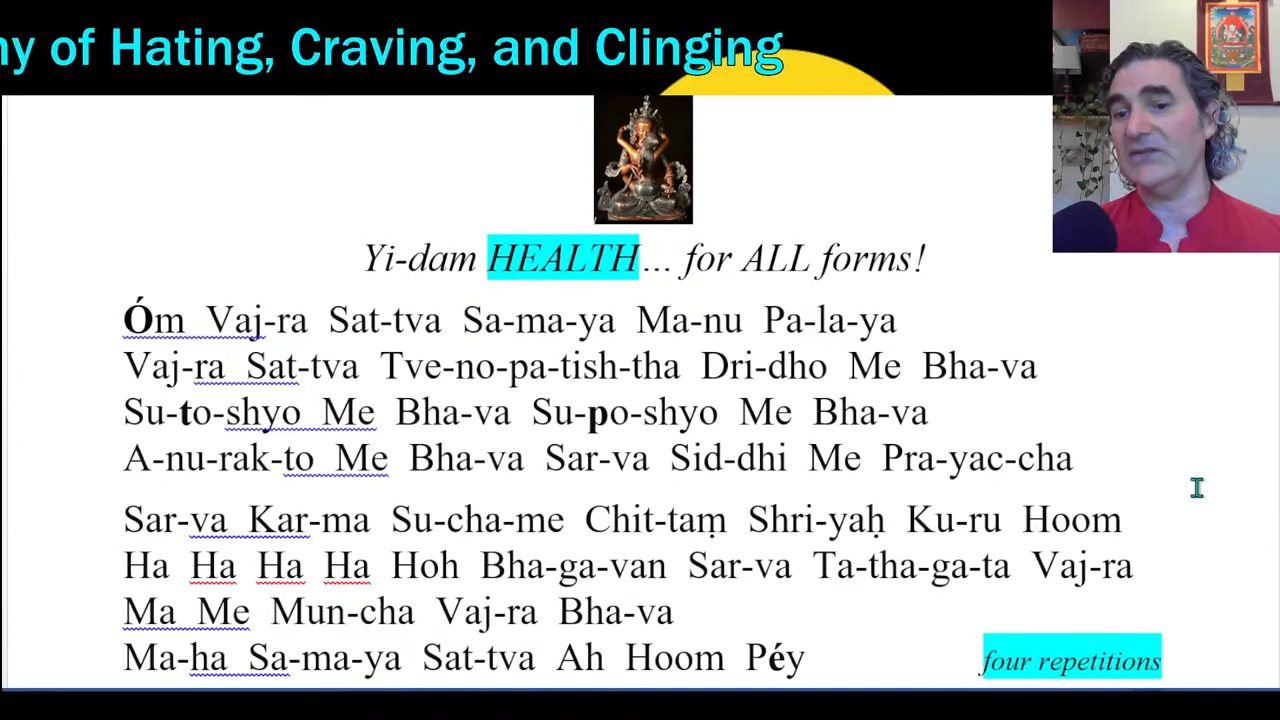 ny of Hating, Craving, and Clinging
Yi-dam HEALTH... for ALL forms!
Óm Vaj-ra Sat-tva Sa-ma-ya Ma-nu Pa-la-ya
Vaj-ra Sat-tva Tve-no-pa-tish-tha Dri-dho Me Bha-va
Su-to-shyo Me Bha-va Su-po-shyo Me Bha-va
A-nu-rak-to Me Bha-va Sar-va Sid-dhi Me Pra-yac-cha
Sar-va Kar-ma Su-cha-me Chit-taṃ Shri-yaḥ Ku-ru Hoom
Ha Ha Ha Ha Hoh Bha-ga-van Sar-va Ta-tha-ga-ta Vaj-ra
Ma Me Mun-cha Vaj-ra Bha-va
Ma-ha Sa-ma-ya Sat-tva Ah Hoom Péy
four repetitions